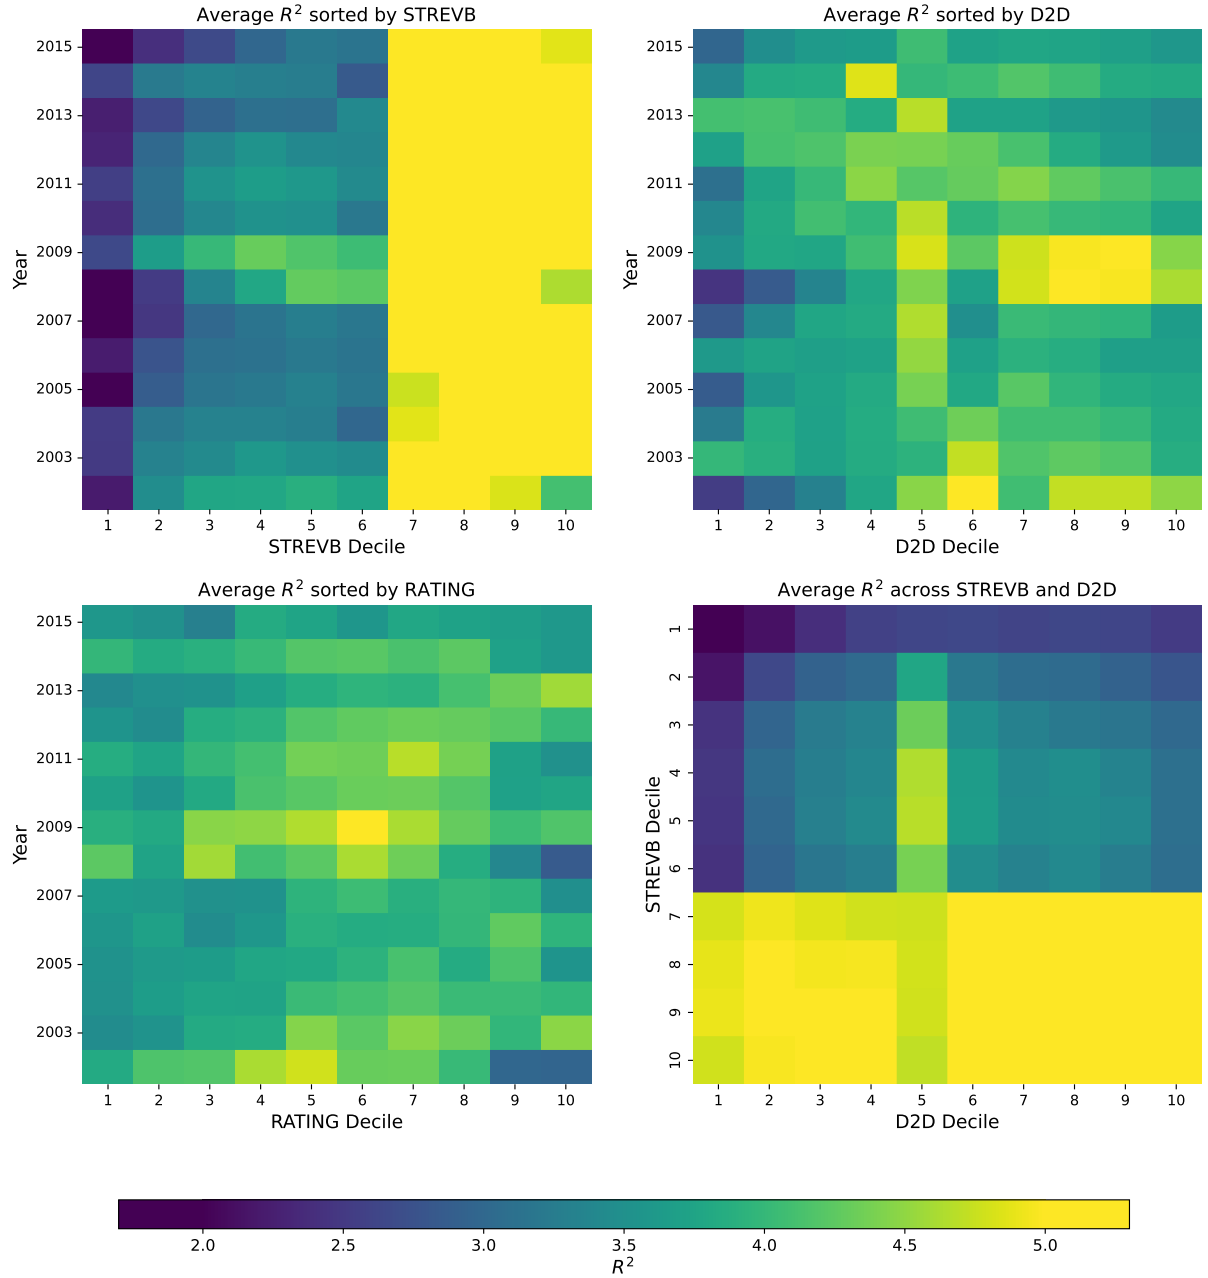 Average R² sorted by STREVB
2015
2013
2011
2009
2007
2005
2003
Year
1 2 3 4 5 6 7 8 9 10
STREVB Decile
Average R² sorted by D2D
2015
2013
2011
2009
2007
2005
2003
Year
1 2 3 4 5 6 7 8 9 10
D2D Decile
Average R² sorted by RATING
2015
2013
2011
2009
2007
2005
2003
Year
1 2 3 4 5 6 7 8 9 10
RATING Decile
Average R² across STREVB and D2D
1
2
3
4
5
6
7
8
9
10
STREVB Decile
1 2 3 4 5 6 7 8 9 10
D2D Decile
2.0 2.5 3.0 3.5 4.0 4.5 5.0
R²